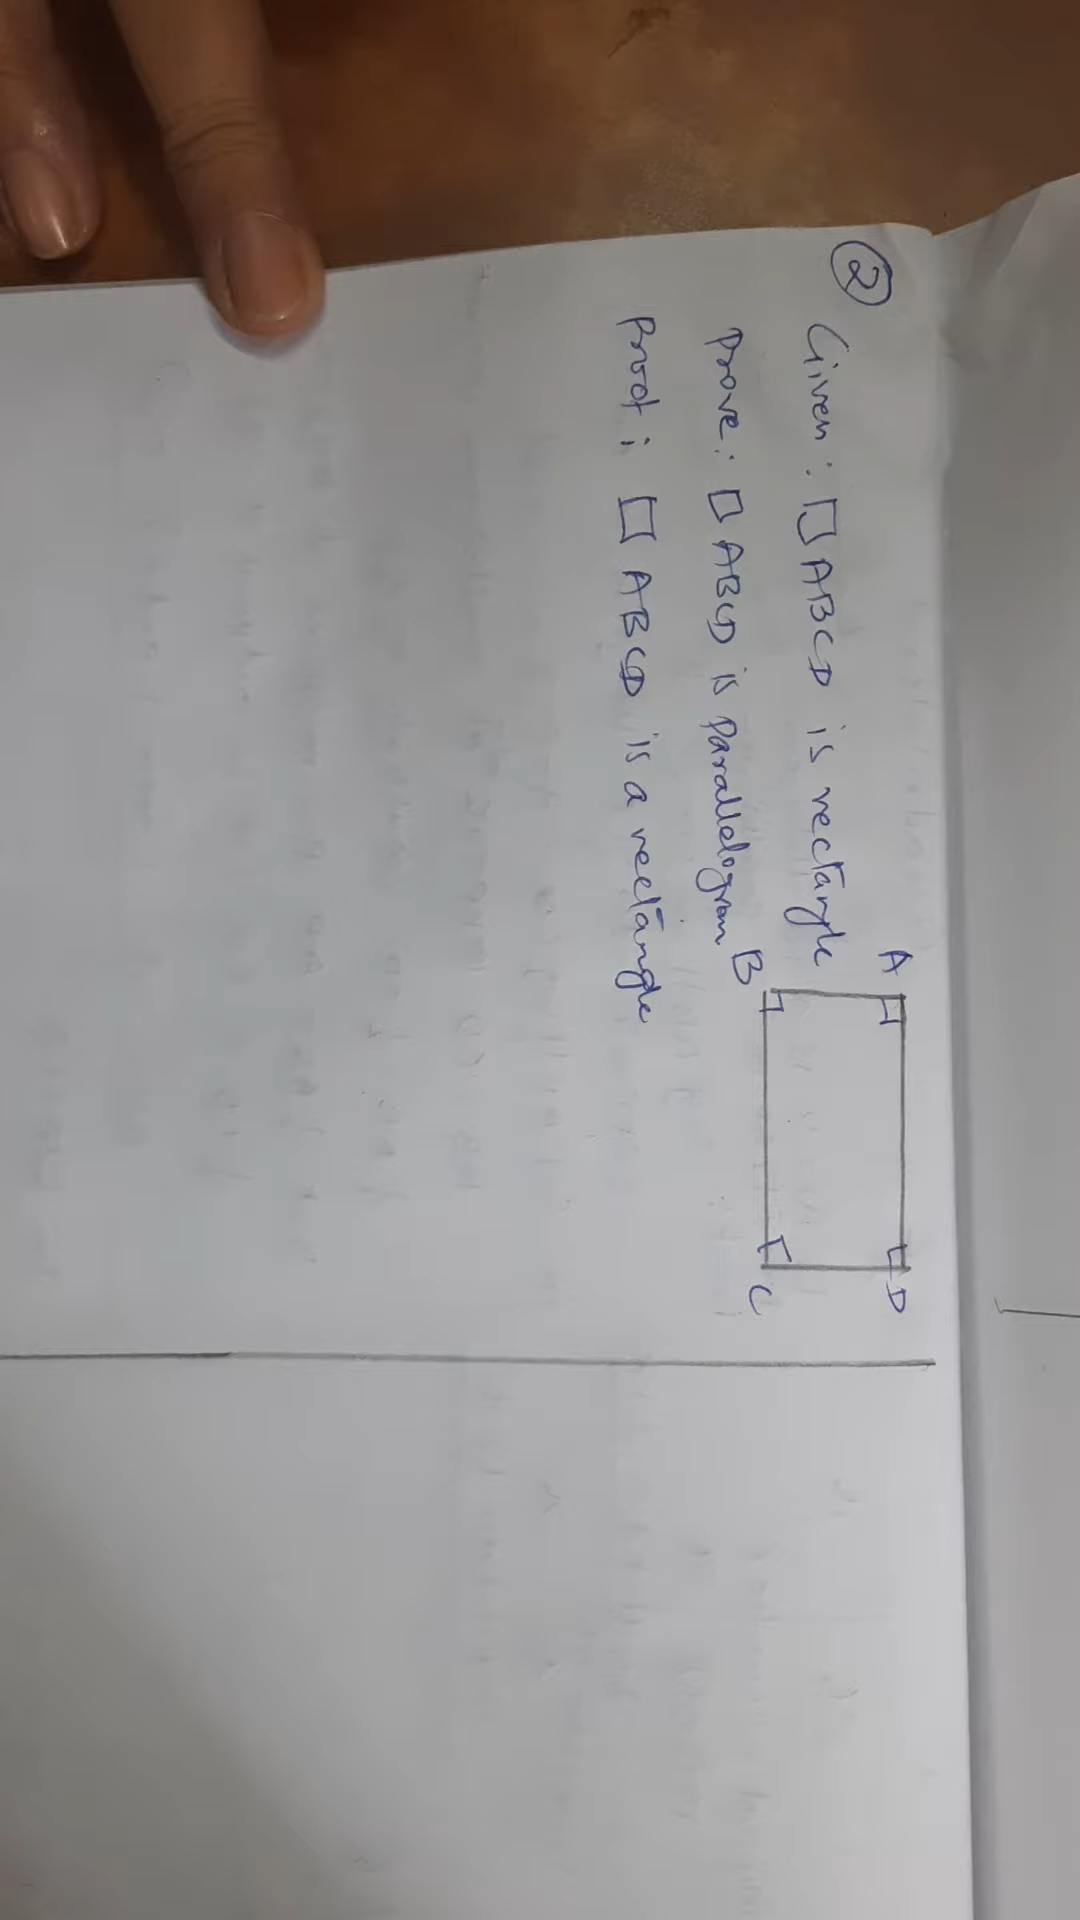 ② Given : □ABCD is rectangle
Prove : □ABCD is parallelogram
Proof : □ABCD is a rectangle
A
D
B
C